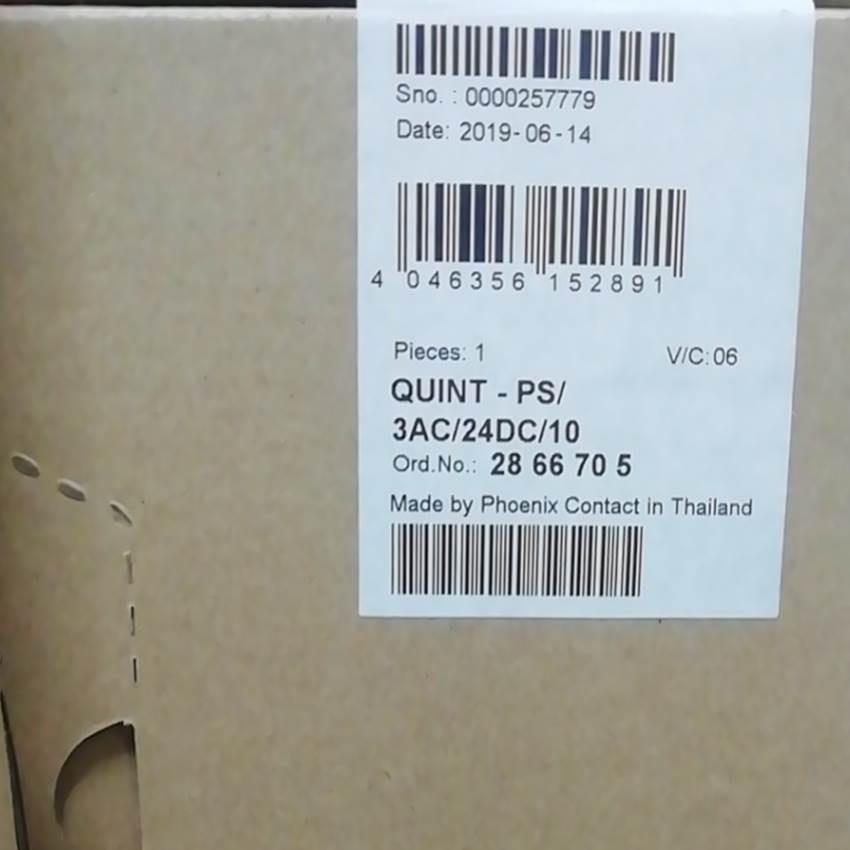 Sno. : 0000257779
Date: 2019-06-14
4 046356 152891
Pieces: 1 V/C:06
QUINT - PS/
3AC/24DC/10
Ord.No.: 28 66 70 5
Made by Phoenix Contact in Thailand